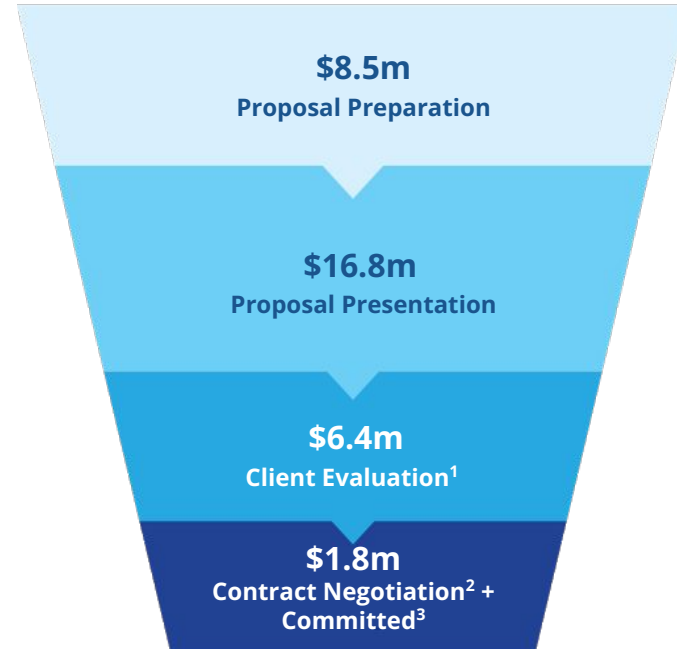 $8.5m
Proposal Preparation
$16.8m
Proposal Presentation
$6.4m
Client Evaluation¹
$1.8m
Contract Negotiation² +
Committed³